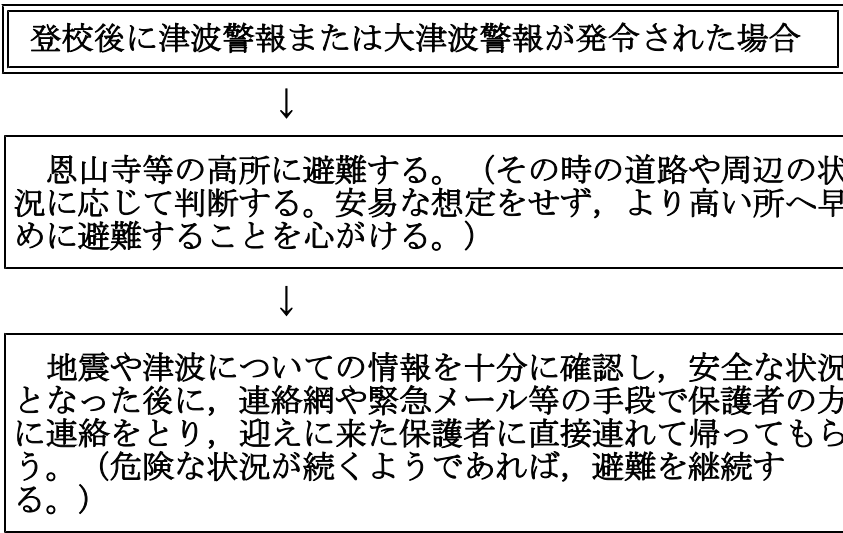 登校後に津波警報または大津波警報が発令された場合
↓
　恩山寺等の高所に避難する。（その時の道路や周辺の状
況に応じて判断する。安易な想定をせず，より高い所へ早
めに避難することを心がける。）
↓
　地震や津波についての情報を十分に確認し，安全な状況
となった後に，連絡網や緊急メール等の手段で保護者の方
に連絡をとり，迎えに来た保護者に直接連れて帰ってもら
う。（危険な状況が続くようであれば，避難を継続す
る。）